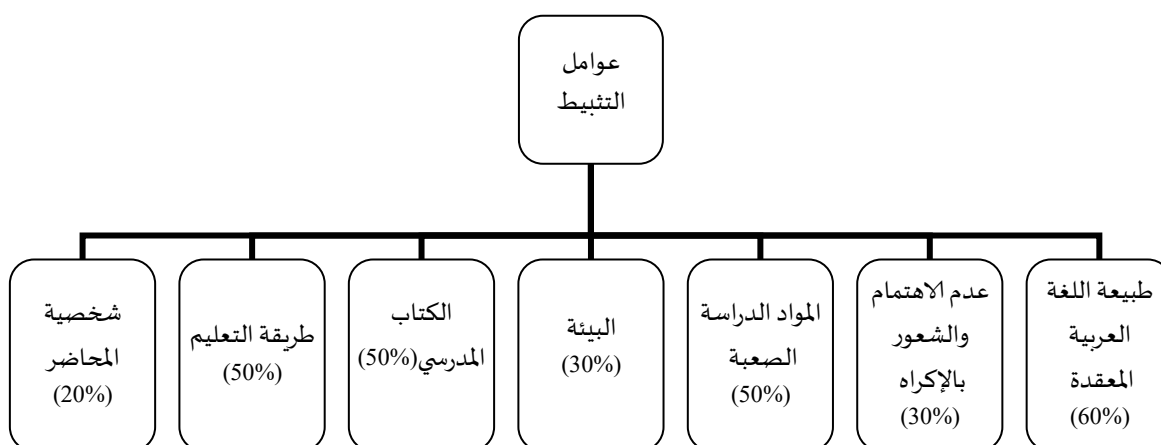 عوامل
التثبيط
طبيعة اللغة
العربية
المعقدة
(60%)
عدم الاهتمام
والشعور
بالإكراه
(30%)
المواد الدراسة
الصعبة
(50%)
البيئة
(30%)
الكتاب
المدرسي(50%)
طريقة التعليم
(50%)
شخصية
المحاضر
(20%)